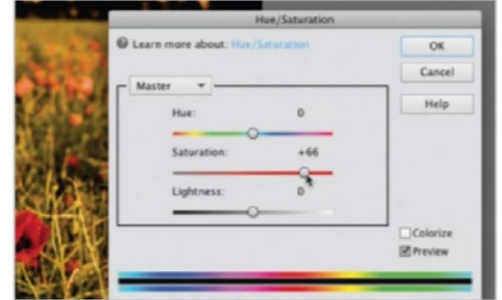 Hue/Saturation
Learn more about: Hue/Saturation
OK
Cancel
Help
Master
Hue: 0
Saturation: +66
Lightness: 0
Colorize
Preview